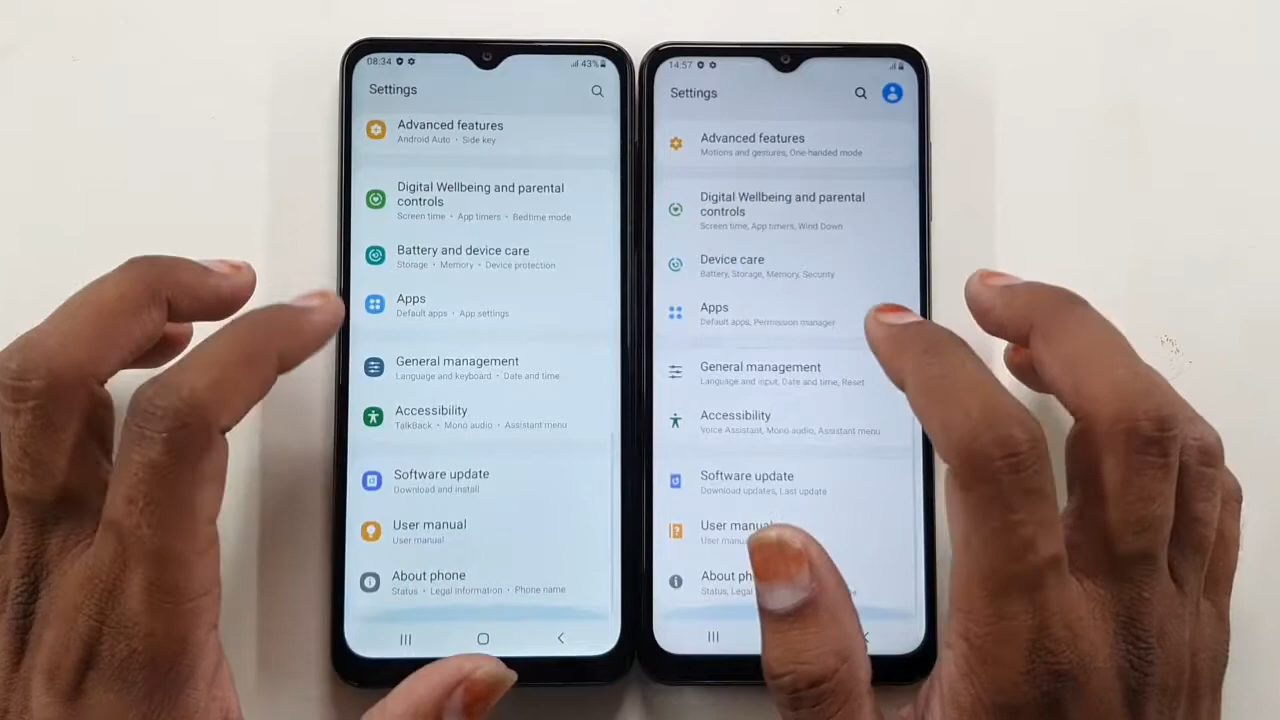 08:34
43%
Settings
Advanced features
Android Auto • Side key
Digital Wellbeing and parental
controls
Screen time • App timers • Bedtime mode
Battery and device care
Storage • Memory • Device protection
Apps
Default apps • App settings
General management
Language and keyboard • Date and time
Accessibility
TalkBack • Mono audio • Assistant menu
Software update
Download and install
User manual
User manual
About phone
Status • Legal information • Phone name
14:57
Settings
Advanced features
Motions and gestures, One-handed mode
Digital Wellbeing and parental
controls
Screen time, App timers, Wind Down
Device care
Battery, Storage, Memory, Security
Apps
Default apps, Permission manager
General management
Language and input, Date and time, Reset
Accessibility
Voice Assistant, Mono audio, Assistant menu
Software update
Download updates, Last update
User manual
User manu
About ph
Status, Lega